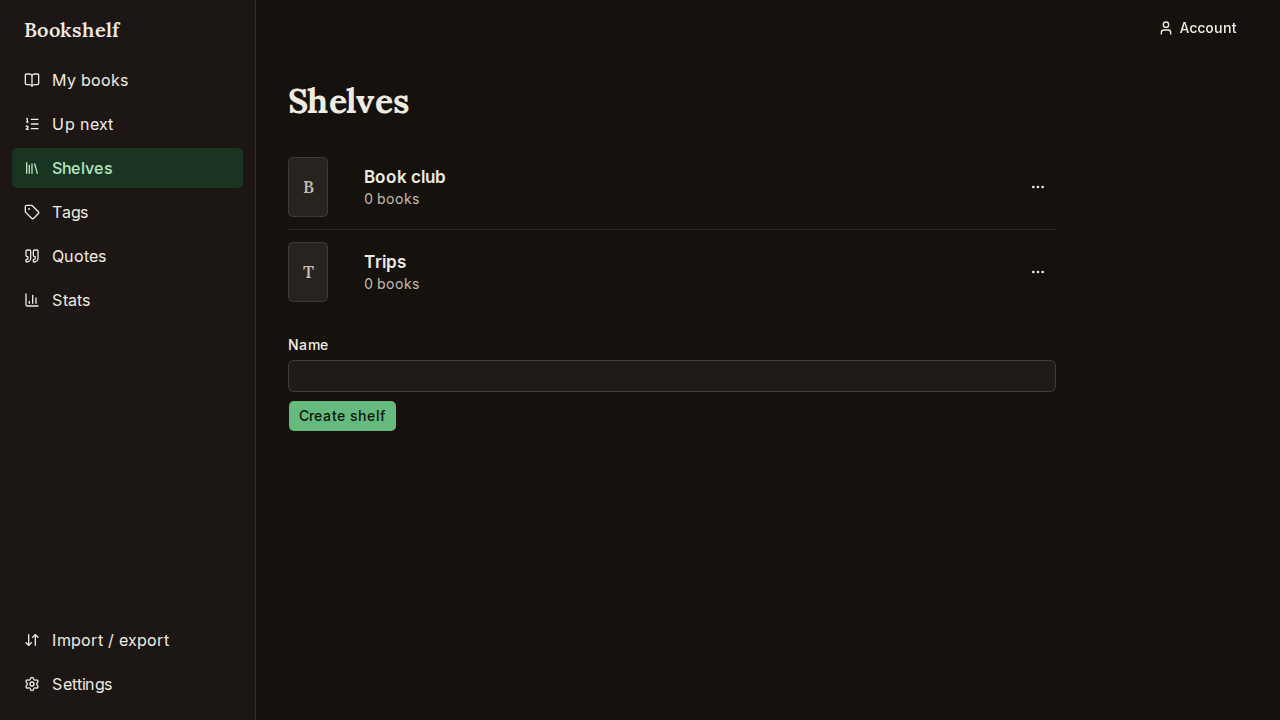 Bookshelf
My books
Up next
Shelves
Tags
Quotes
Stats
Import / export
Settings
Account
Shelves
B
Book club
0 books
T
Trips
0 books
Name
Create shelf